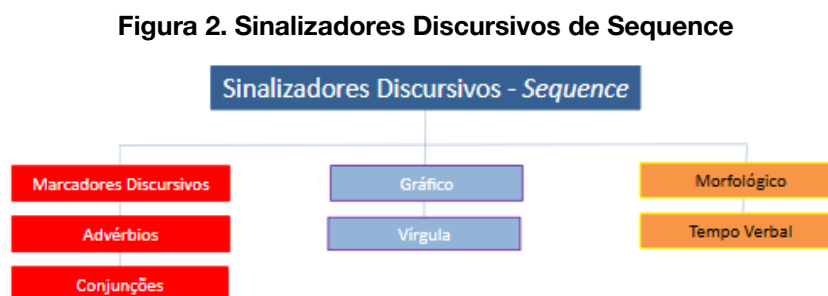 Figura 2. Sinalizadores Discursivos de Sequence
Sinalizadores Discursivos - Sequence
Marcadores Discursivos
Gráfico
Morfológico
Advérbios
Vírgula
Tempo Verbal
Conjunções